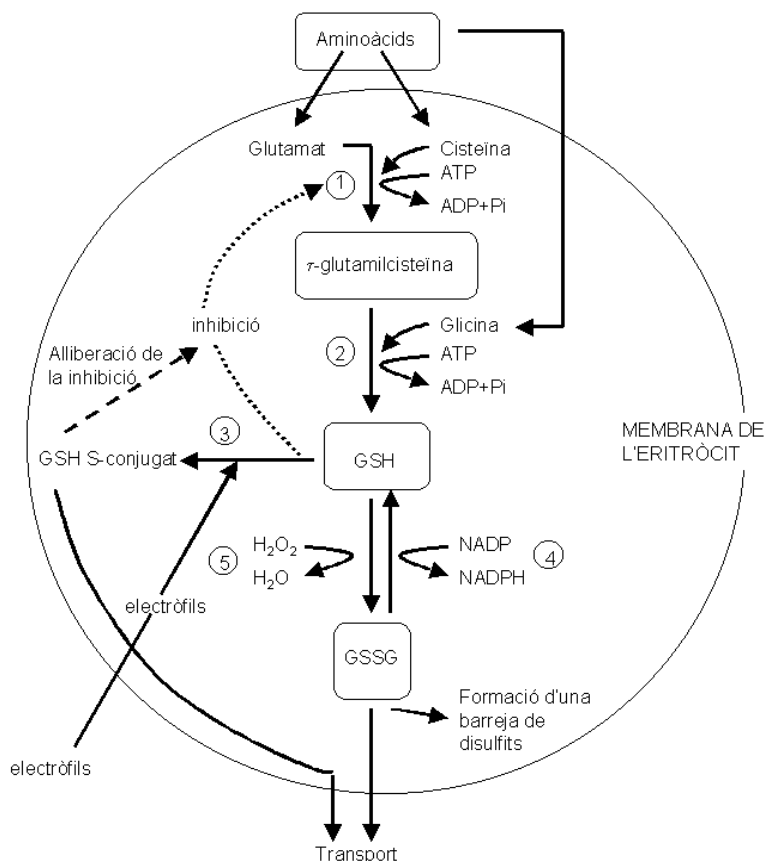 Aminoàcids
Glutamat
Cisteïna
1
ATP
ADP+Pi
τ-glutamilcisteïna
inhibició
Glicina
Alliberació de
la inhibició
2
ATP
ADP+Pi
3
GSH S-conjugat
GSH
MEMBRANA DE
L'ERITRÒCIT
5
H2O2
H2O
NADP
NADPH
4
electròfils
GSSG
Formació d'una
barreja de
disulfits
electròfils
Transport